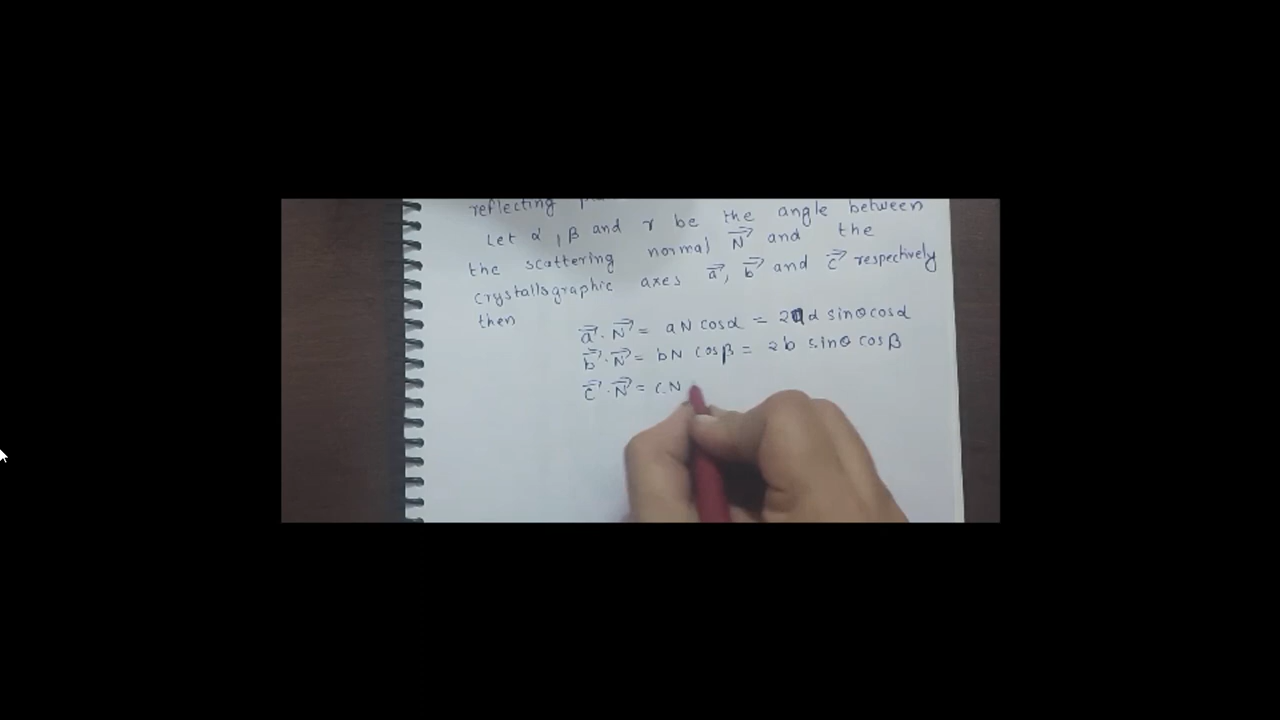 reflecting
Let α, β and r be the angle between
the scattering normal N⃗ and the
crystallographic axes a⃗, b⃗ and c⃗ respectively
then
a⃗ · N⃗ = aN cosα = 2a sinθ cosα
b⃗ · N⃗ = bN cosβ = 2b sinθ cosβ
c⃗ · N⃗ = cN